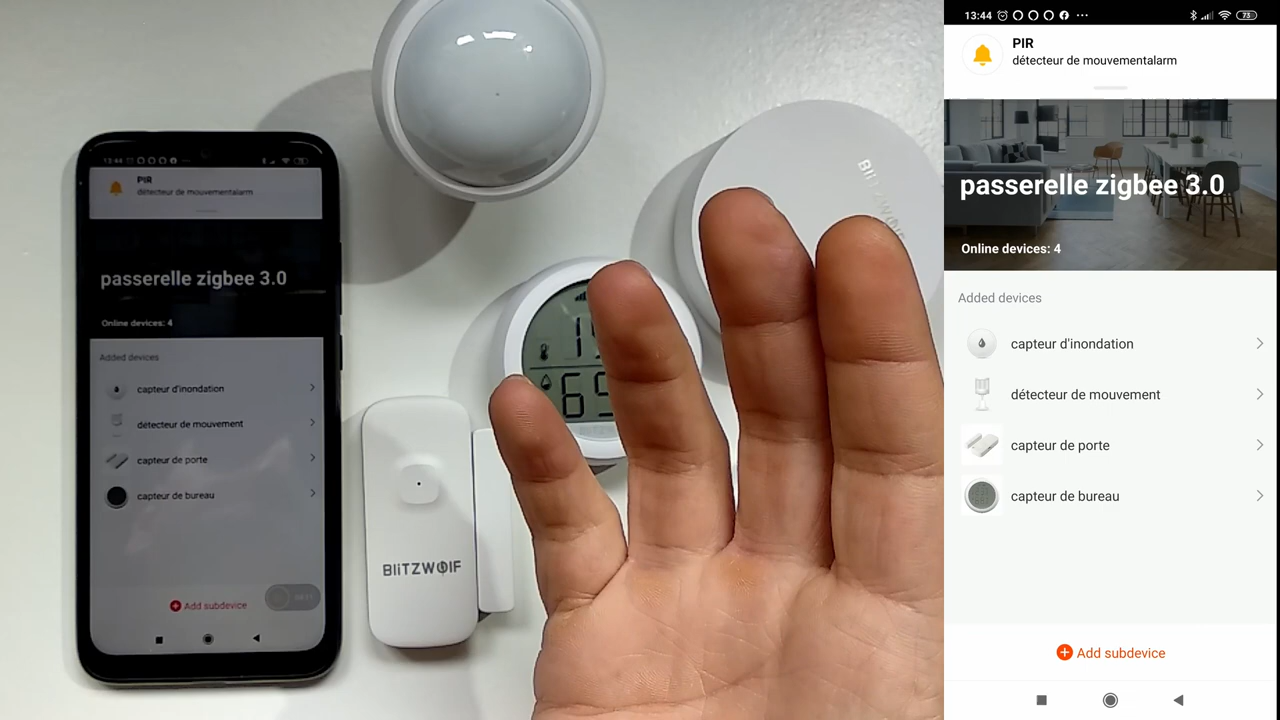 13:44
PIR
détecteur de mouvementalarm
passerelle zigbee 3.0
Online devices: 4
Added devices
capteur d'inondation
détecteur de mouvement
capteur de porte
capteur de bureau
Add subdevice
BLITZWOLF
BLITZWOLF
69
13:44
73
PIR
détecteur de mouvementalarm
passerelle zigbee 3.0
Online devices: 4
Added devices
capteur d'inondation
détecteur de mouvement
capteur de porte
capteur de bureau
Add subdevice